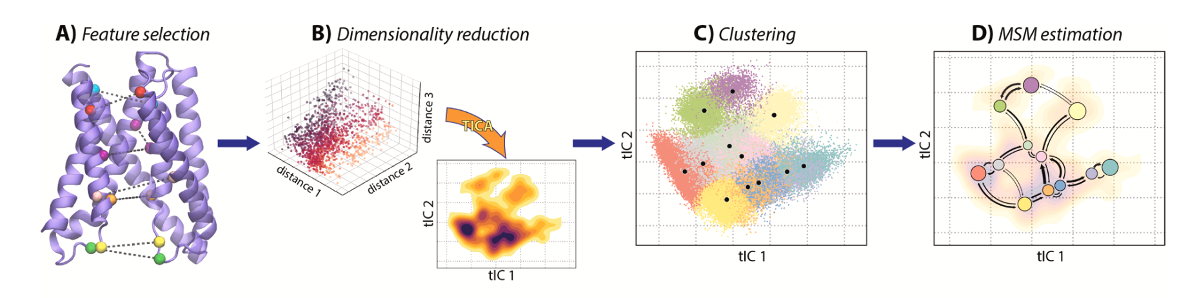 A) Feature selection
B) Dimensionality reduction
C) Clustering
D) MSM estimation
distance 1
distance 2
distance 3
TICA
tIC 2
tIC 1
tIC 2
tIC 1
tIC 2
tIC 1